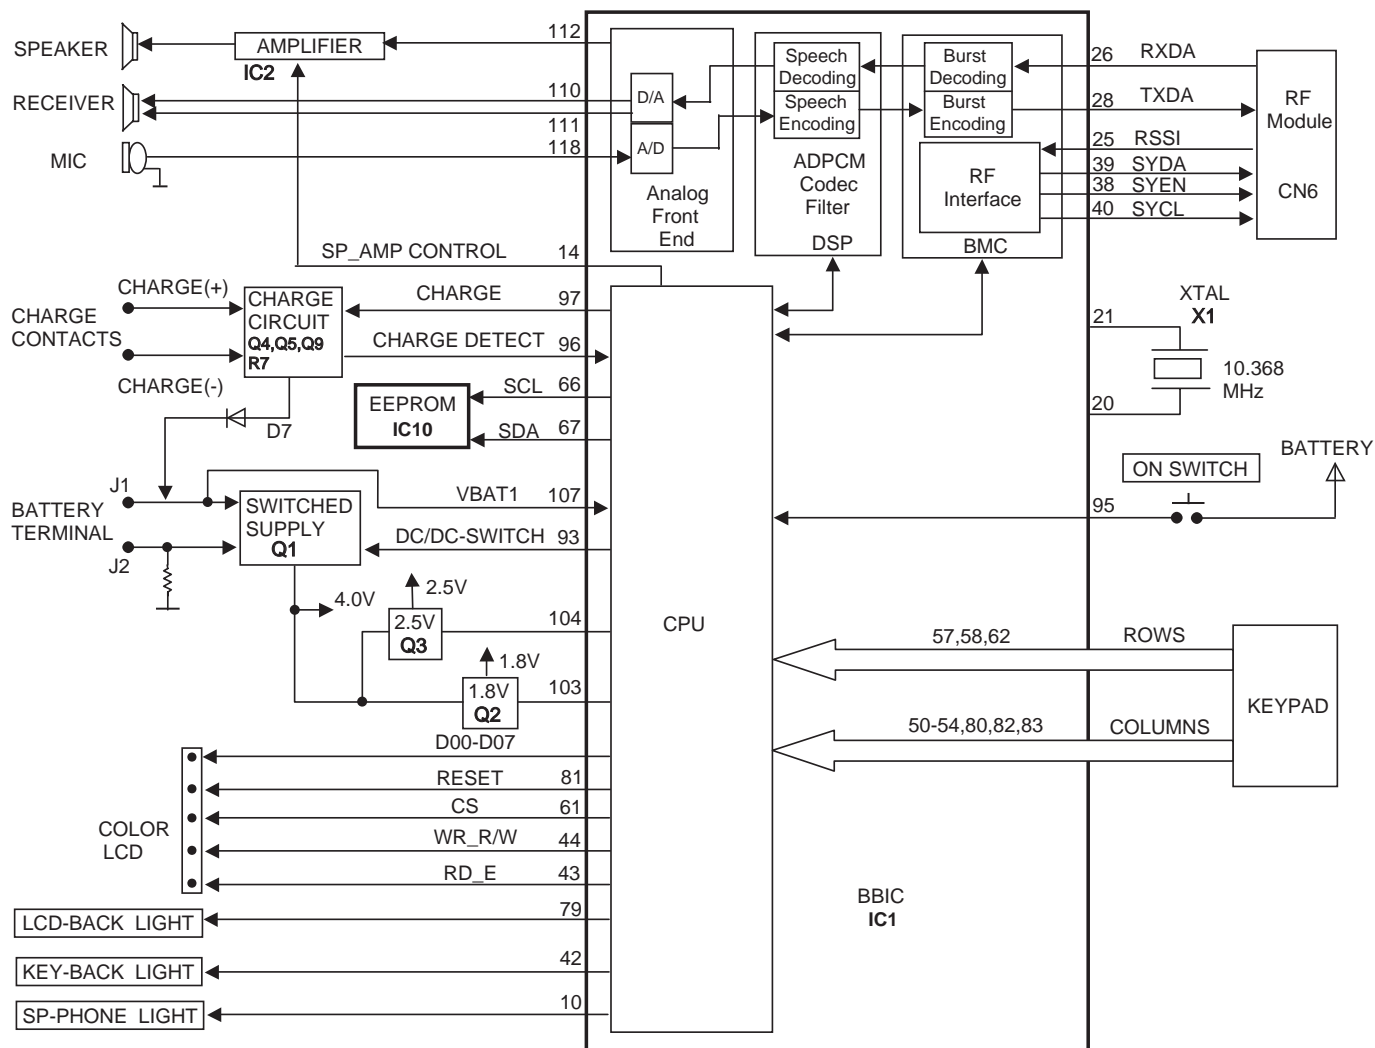 SPEAKER
AMPLIFIER
IC2
112
RECEIVER
110
111
MIC
118
D/A
A/D
Analog
Front
End
Speech
Decoding
Speech
Encoding
ADPCM
Codec
Filter
DSP
Burst
Decoding
Burst
Encoding
RF
Interface
BMC
26 RXDA
28 TXDA
25 RSSI
39 SYDA
38 SYEN
40 SYCL
RF
Module
CN6
SP_AMP CONTROL 14
CHARGE(+)
CHARGE
CONTACTS
CHARGE(-)
CHARGE
CIRCUIT
Q4,Q5,Q9
R7
CHARGE 97
CHARGE DETECT 96
D7
EEPROM
IC10
SCL 66
SDA 67
21
20
XTAL
X1
10.368
MHz
J1
BATTERY
TERMINAL
J2
SWITCHED
SUPPLY
Q1
VBAT1 107
DC/DC-SWITCH 93
ON SWITCH
BATTERY
95
4.0V
2.5V
2.5V
Q3
104
1.8V
1.8V
Q2
103
CPU
57,58,62 ROWS
50-54,80,82,83 COLUMNS
KEYPAD
COLOR
LCD
D00-D07
RESET 81
CS 61
WR_R/W 44
RD_E 43
BBIC
IC1
LCD-BACK LIGHT 79
KEY-BACK LIGHT 42
SP-PHONE LIGHT 10